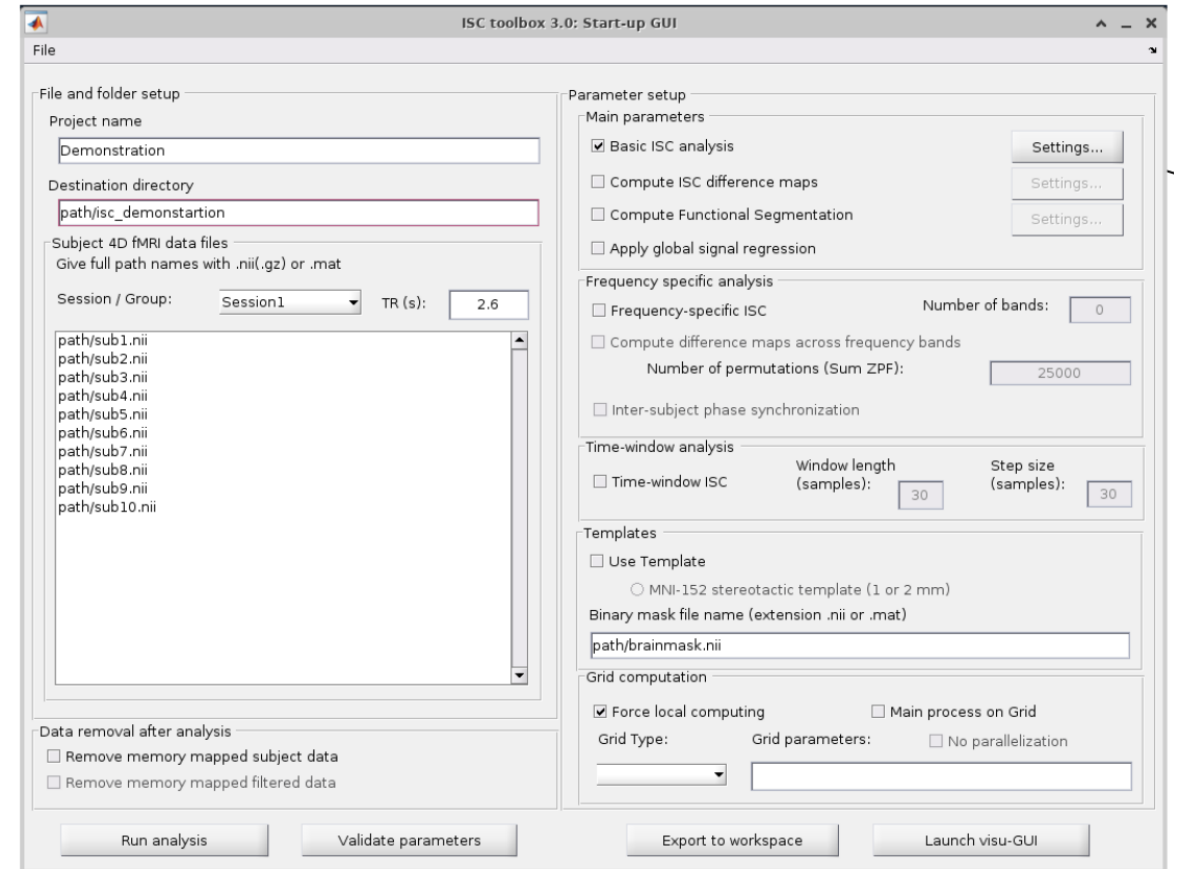 ISC toolbox 3.0: Start-up GUI
File
File and folder setup
Project name
Demonstration
Destination directory
path/isc_demonstartion
Subject 4D fMRI data files
Give full path names with .nii(.gz) or .mat
Session / Group: Session1 TR (s): 2.6
path/sub1.nii
path/sub2.nii
path/sub3.nii
path/sub4.nii
path/sub5.nii
path/sub6.nii
path/sub7.nii
path/sub8.nii
path/sub9.nii
path/sub10.nii
Data removal after analysis
Remove memory mapped subject data
Remove memory mapped filtered data
Parameter setup
Main parameters
Basic ISC analysis Settings...
Compute ISC difference maps Settings...
Compute Functional Segmentation Settings...
Apply global signal regression
Frequency specific analysis
Frequency-specific ISC Number of bands: 0
Compute difference maps across frequency bands
Number of permutations (Sum ZPF): 25000
Inter-subject phase synchronization
Time-window analysis
Time-window ISC Window length (samples): 30 Step size (samples): 30
Templates
Use Template
MNI-152 stereotactic template (1 or 2 mm)
Binary mask file name (extension .nii or .mat)
path/brainmask.nii
Grid computation
Force local computing Main process on Grid
Grid Type: Grid parameters: No parallelization
Run analysis Validate parameters Export to workspace Launch visu-GUI